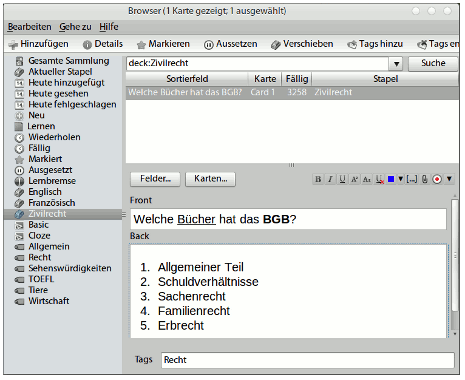 Browser (1 Karte gezeigt; 1 ausgewählt)
Bearbeiten Gehe zu Hilfe
Hinzufügen Details Markieren Aussetzen Verschieben Tags hinzu Tags en
Gesamte Sammlung
Aktueller Stapel
Heute hinzugefügt
Heute gesehen
Heute fehlgeschlagen
Neu
Lernen
Wiederholen
Fällig
Markiert
Ausgesetzt
Lernbremse
Englisch
Französisch
Zivilrecht
Basic
Cloze
Allgemein
Recht
Sehenswürdigkeiten
TOEFL
Tiere
Wirtschaft
deck:Zivilrecht Suche
Sortierfeld Karte Fällig Stapel
Welche Bücher hat das BGB? Card 1 3258 Zivilrecht
Felder... Karten... B I U A² A₂ U [...]
Front
Welche Bücher hat das BGB?
Back
1. Allgemeiner Teil
2. Schuldverhältnisse
3. Sachenrecht
4. Familienrecht
5. Erbrecht
Tags Recht